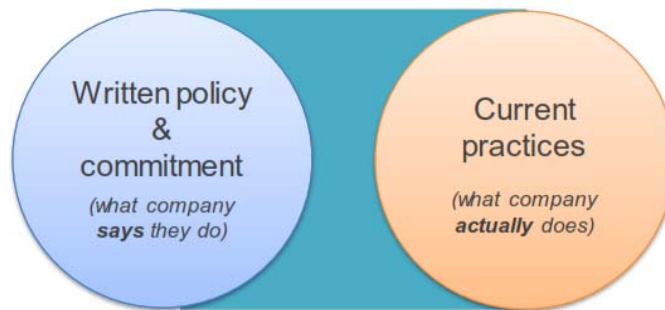 Written policy
&
commitment
(what company
says they do)
Current
practices
(what company
actually does)